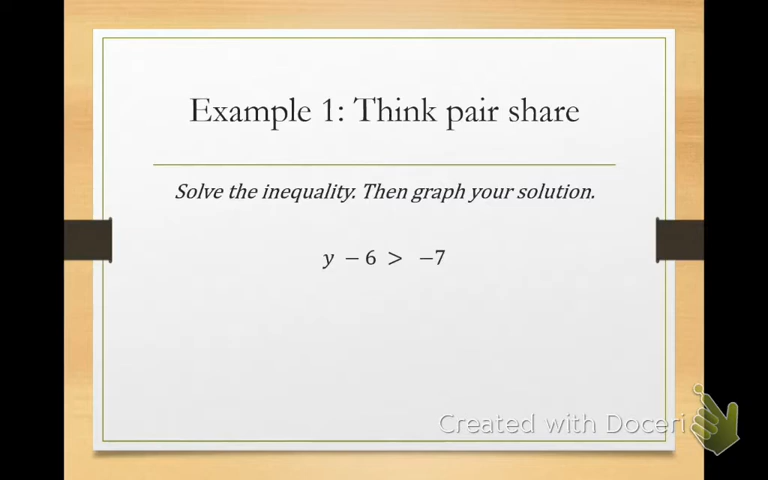 Example 1: Think pair share
Solve the inequality. Then graph your solution.
y − 6 > −7
Created with Doceri